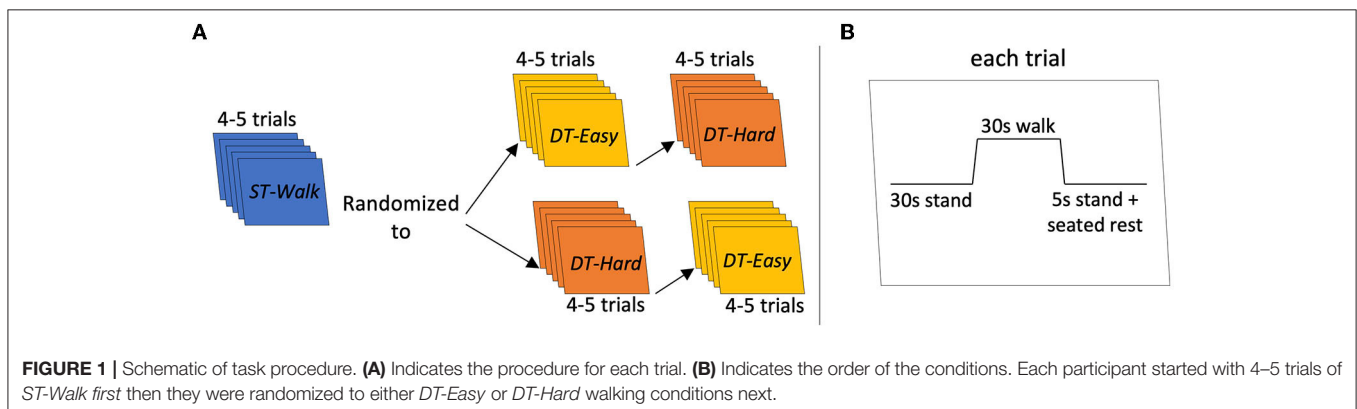 A
4-5 trials
ST-Walk
Randomized
to
4-5 trials
DT-Easy
4-5 trials
DT-Hard
DT-Hard
4-5 trials
DT-Easy
4-5 trials
B
each trial
30s walk
30s stand
5s stand +
seated rest
FIGURE 1 | Schematic of task procedure. (A) Indicates the procedure for each trial. (B) Indicates the order of the conditions. Each participant started with 4–5 trials of
ST-Walk first then they were randomized to either DT-Easy or DT-Hard walking conditions next.